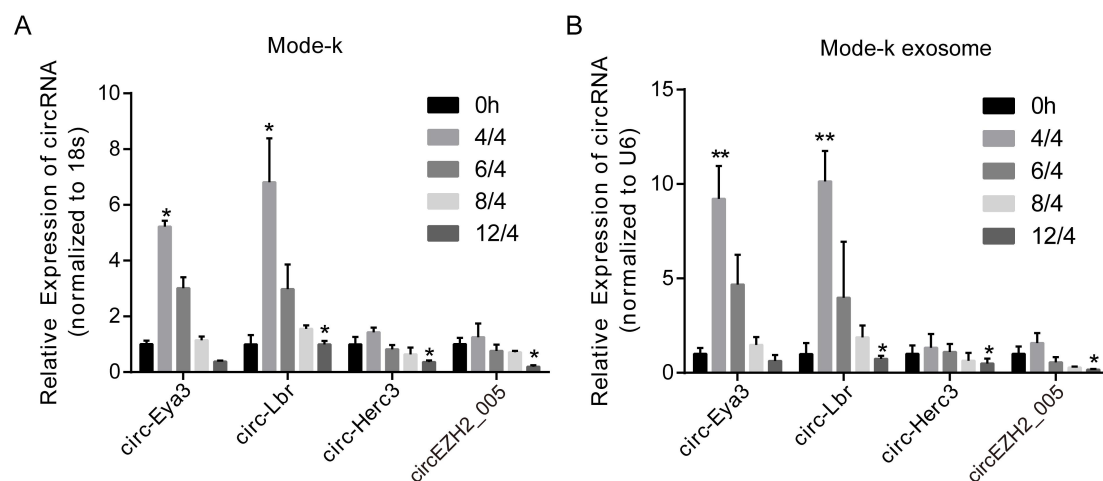 A
Mode-k
Relative Expression of circRNA
(normalized to 18s)
10
8
6
4
2
0
*
*
*
*
*
0h
4/4
6/4
8/4
12/4
circ-Eya3
circ-Lbr
circ-Herc3
circEZH2_005
B
Mode-k exosome
Relative Expression of circRNA
(normalized to U6)
15
10
5
0
**
**
*
*
*
0h
4/4
6/4
8/4
12/4
circ-Eya3
circ-Lbr
circ-Herc3
circEZH2_005